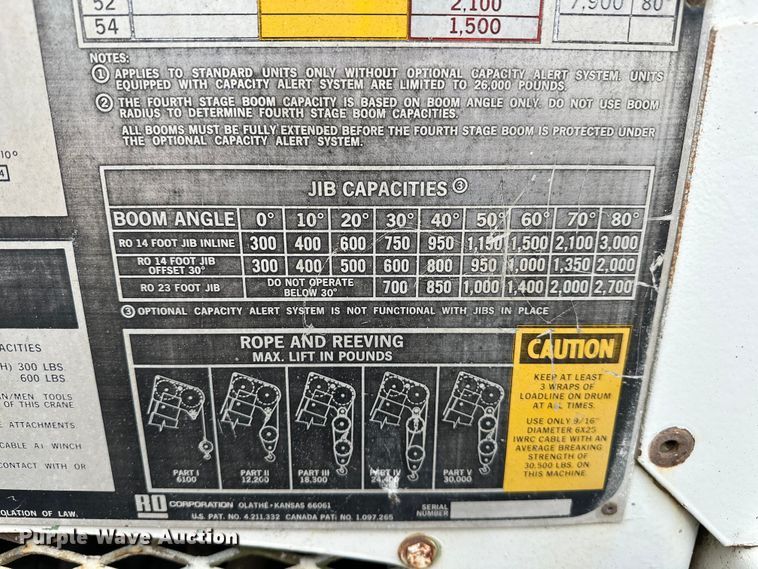 52 2,100 7,900 80°
54 1,500
NOTES:
① APPLIES TO STANDARD UNITS ONLY WITHOUT OPTIONAL CAPACITY ALERT SYSTEM. UNITS
EQUIPPED WITH CAPACITY ALERT SYSTEM ARE LIMITED TO 26,000 POUNDS.
② THE FOURTH STAGE BOOM CAPACITY IS BASED ON BOOM ANGLE ONLY. DO NOT USE BOOM
RADIUS TO DETERMINE FOURTH STAGE BOOM CAPACITIES.
ALL BOOMS MUST BE FULLY EXTENDED BEFORE THE FOURTH STAGE BOOM IS PROTECTED UNDER
THE OPTIONAL CAPACITY ALERT SYSTEM.
10°
4
JIB CAPACITIES ③
BOOM ANGLE 0° 10° 20° 30° 40° 50° 60° 70° 80°
RO 14 FOOT JIB INLINE 300 400 600 750 950 1,150 1,500 2,100 3,000
RO 14 FOOT JIB
OFFSET 30° 300 400 500 600 800 950 1,000 1,350 2,000
RO 23 FOOT JIB DO NOT OPERATE
BELOW 30° 700 850 1,000 1,400 2,000 2,700
③ OPTIONAL CAPACITY ALERT SYSTEM IS NOT FUNCTIONAL WITH JIBS IN PLACE
ACITIES
H) 300 LBS.
600 LBS.
AN/MEN TOOLS
OF THIS CRANE
E ATTACHMENTS
CABLE AT WINCH
CONTACT WITH OR
OLATION OF LAW.
ROPE AND REEVING
MAX. LIFT IN POUNDS
PART I
6100
PART II
12,200
PART III
18,300
PART IV
24,400
PART V
30,000
CAUTION
KEEP AT LEAST
3 WRAPS OF
LOADLINE ON DRUM
AT ALL TIMES.
USE ONLY 9/16"
DIAMETER 6X25
IWRC CABLE WITH AN
AVERAGE BREAKING
STRENGTH OF
30,500 LBS. ON
THIS MACHINE.
RO CORPORATION OLATHE, KANSAS 66061
U.S. PAT. NO. 4,211,332 CANADA PAT. NO. 1,097,265
SERIAL
NUMBER
Purple Wave Auction